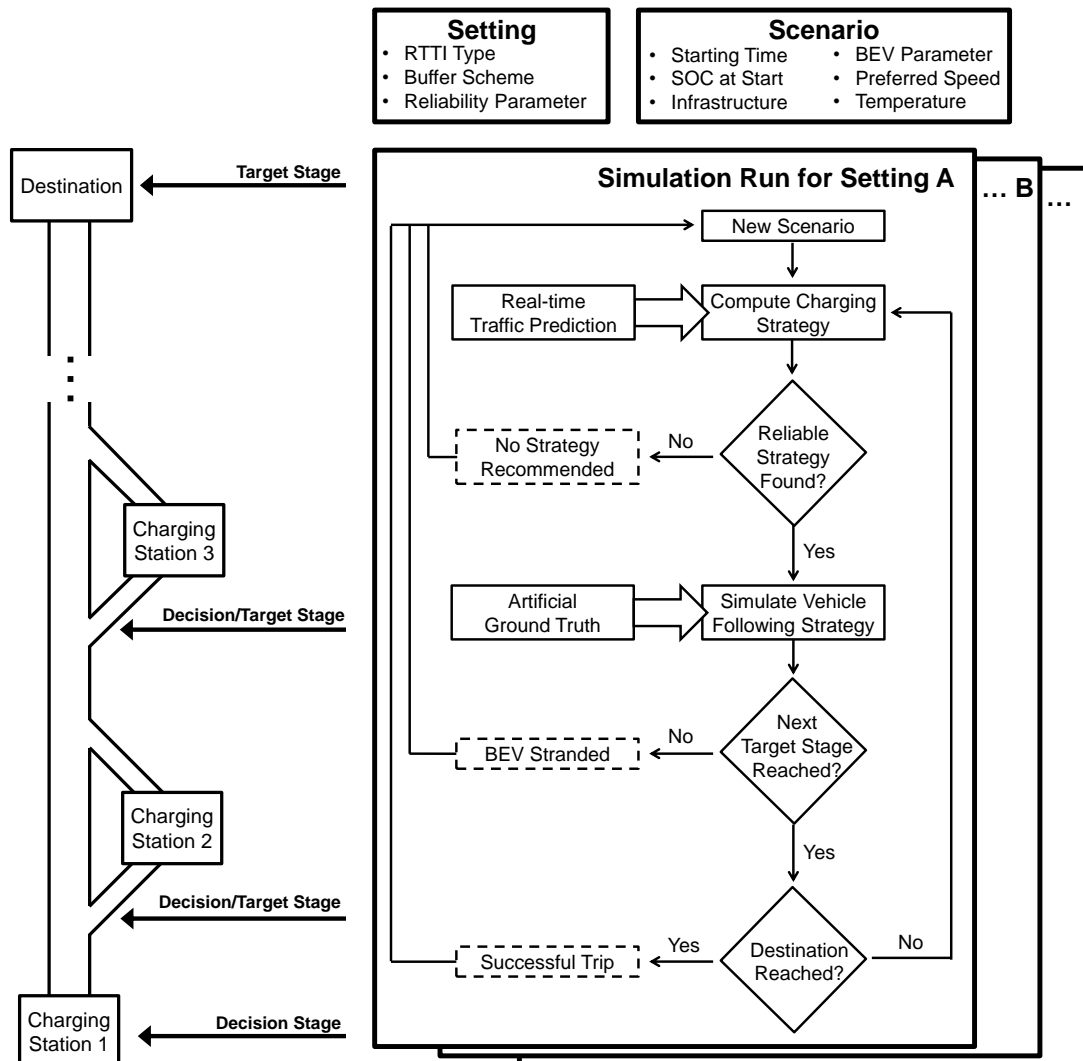 Setting
• RTTI Type
• Buffer Scheme
• Reliability Parameter
Scenario
• Starting Time
• SOC at Start
• Infrastructure
• BEV Parameter
• Preferred Speed
• Temperature
Destination
Target Stage
Simulation Run for Setting A
... B
...
New Scenario
Real-time
Traffic Prediction
Compute Charging
Strategy
No Strategy
Recommended
No
Reliable
Strategy
Found?
Yes
Charging
Station 3
Decision/Target Stage
Artificial
Ground Truth
Simulate Vehicle
Following Strategy
BEV Stranded
No
Next
Target Stage
Reached?
Yes
Charging
Station 2
Decision/Target Stage
Successful Trip
Yes
Destination
Reached?
No
Charging
Station 1
Decision Stage